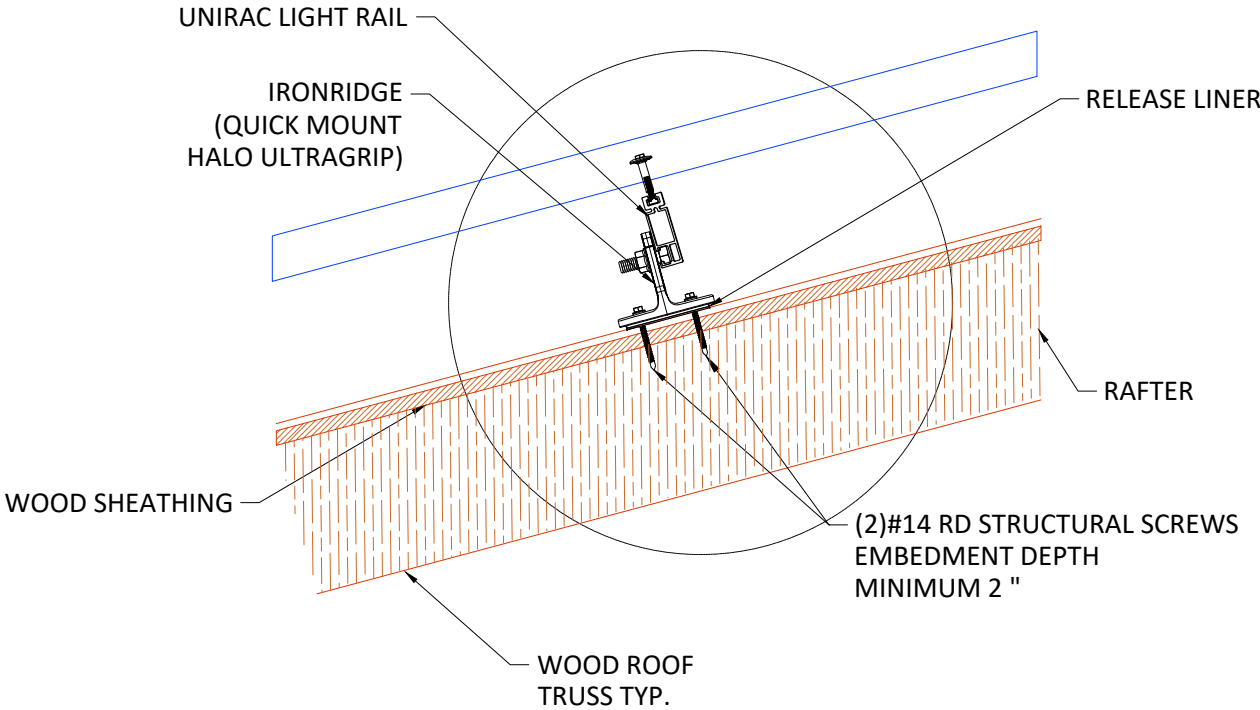 UNIRAC LIGHT RAIL
IRONRIDGE
(QUICK MOUNT
HALO ULTRAGRIP)
RELEASE LINER
RAFTER
WOOD SHEATHING
(2)#14 RD STRUCTURAL SCREWS
EMBEDMENT DEPTH
MINIMUM 2 "
WOOD ROOF
TRUSS TYP.